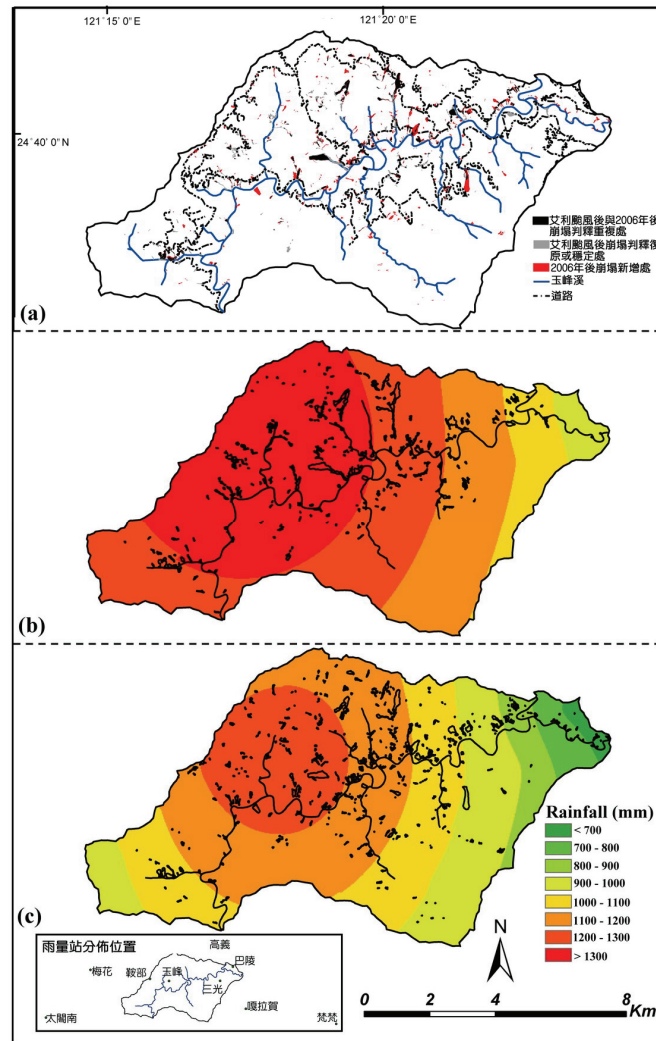 121°15'0"E
121°20'0"E
24°40'0"N
艾利颱風後與2006年後
崩塌判釋重複處
艾利颱風後崩塌判釋復
原或穩定處
2006年後崩塌新增處
玉峰溪
道路
(a)
(b)
(c)
Rainfall (mm)
< 700
700 - 800
800 - 900
900 - 1000
1000 - 1100
1100 - 1200
1200 - 1300
> 1300
N
0 2 4 6 8
Km
雨量站分佈位置
高義
巴陵
梅花
鞍部
玉峰
三光
嘎拉賀
太閣南
梵梵